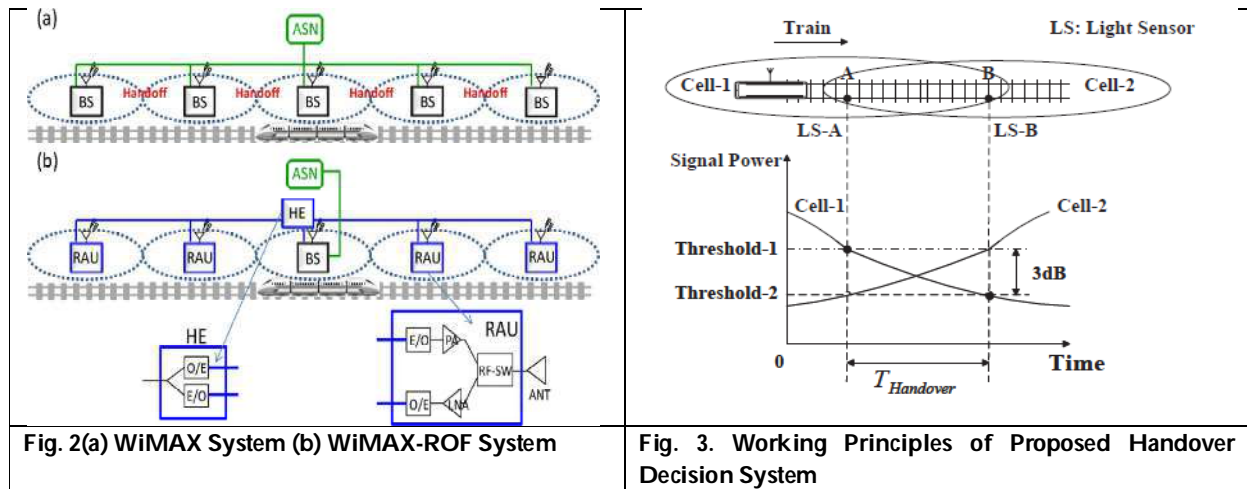 (a)
ASN
BS
Handoff
BS
Handoff
BS
Handoff
BS
Handoff
BS
(b)
ASN
HE
RAU
RAU
BS
RAU
RAU
HE
O/E
E/O
RAU
E/O
PA
RF-SW
O/E
LNA
ANT
Fig. 2(a) WiMAX System (b) WiMAX-ROF System
Train
LS: Light Sensor
Cell-1
A
B
Cell-2
LS-A
LS-B
Signal Power
Cell-1
Cell-2
Threshold-1
3dB
Threshold-2
0
Time
T Handover
Fig. 3. Working Principles of Proposed Handover
Decision System